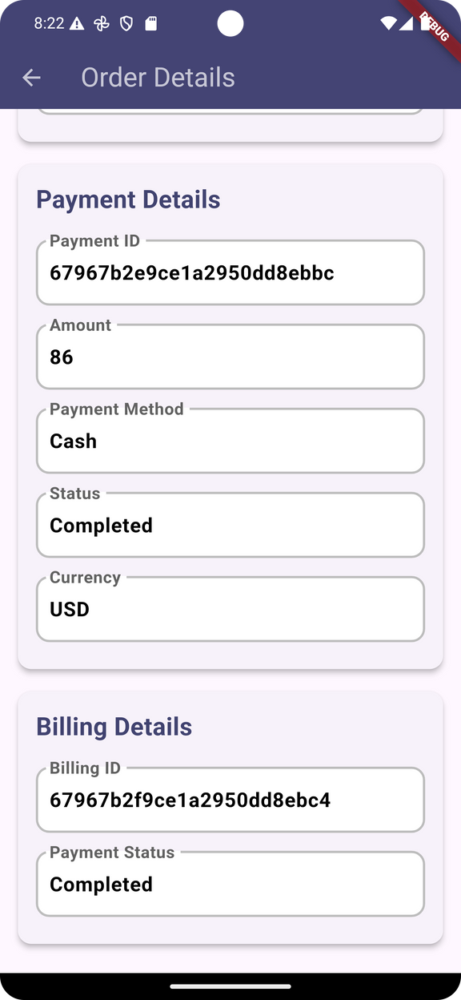 8:22
DEBUG
Order Details
Payment Details
Payment ID
67967b2e9ce1a2950dd8ebbc
Amount
86
Payment Method
Cash
Status
Completed
Currency
USD
Billing Details
Billing ID
67967b2f9ce1a2950dd8ebc4
Payment Status
Completed